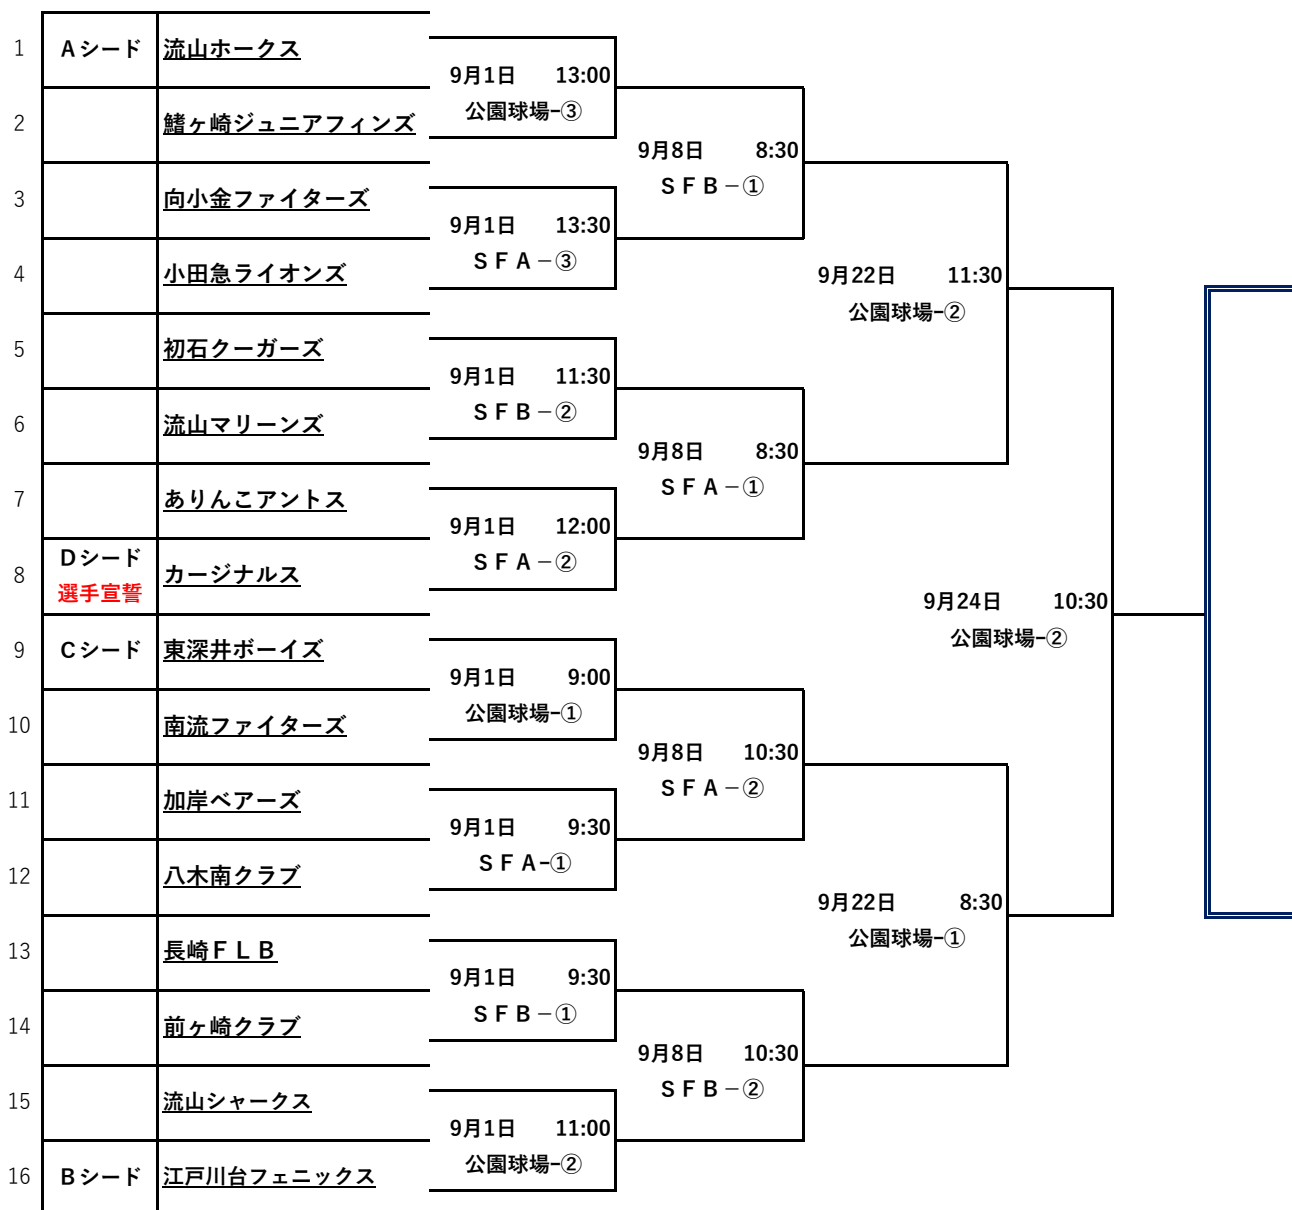 1 Aシード 流山ホークス
9月1日 13:00
公園球場-③
2 鰭ヶ崎ジュニアフィンズ
9月8日 8:30
ＳＦＢ－①
3 向小金ファイターズ
9月1日 13:30
ＳＦＡ－③
4 小田急ライオンズ
9月22日 11:30
公園球場-②
5 初石クーガーズ
9月1日 11:30
ＳＦＢ－②
6 流山マリーンズ
9月8日 8:30
ＳＦＡ－①
7 ありんこアントス
9月1日 12:00
ＳＦＡ－②
8 Dシード カージナルス
選手宣誓
9月24日 10:30
公園球場-②
9 Cシード 東深井ボーイズ
9月1日 9:00
公園球場-①
10 南流ファイターズ
9月8日 10:30
ＳＦＡ－②
11 加岸ベアーズ
9月1日 9:30
ＳＦＡ-①
12 八木南クラブ
9月22日 8:30
公園球場-①
13 長崎ＦＬＢ
9月1日 9:30
ＳＦＢ－①
14 前ヶ崎クラブ
9月8日 10:30
ＳＦＢ－②
15 流山シャークス
9月1日 11:00
公園球場-②
16 Bシード 江戸川台フェニックス